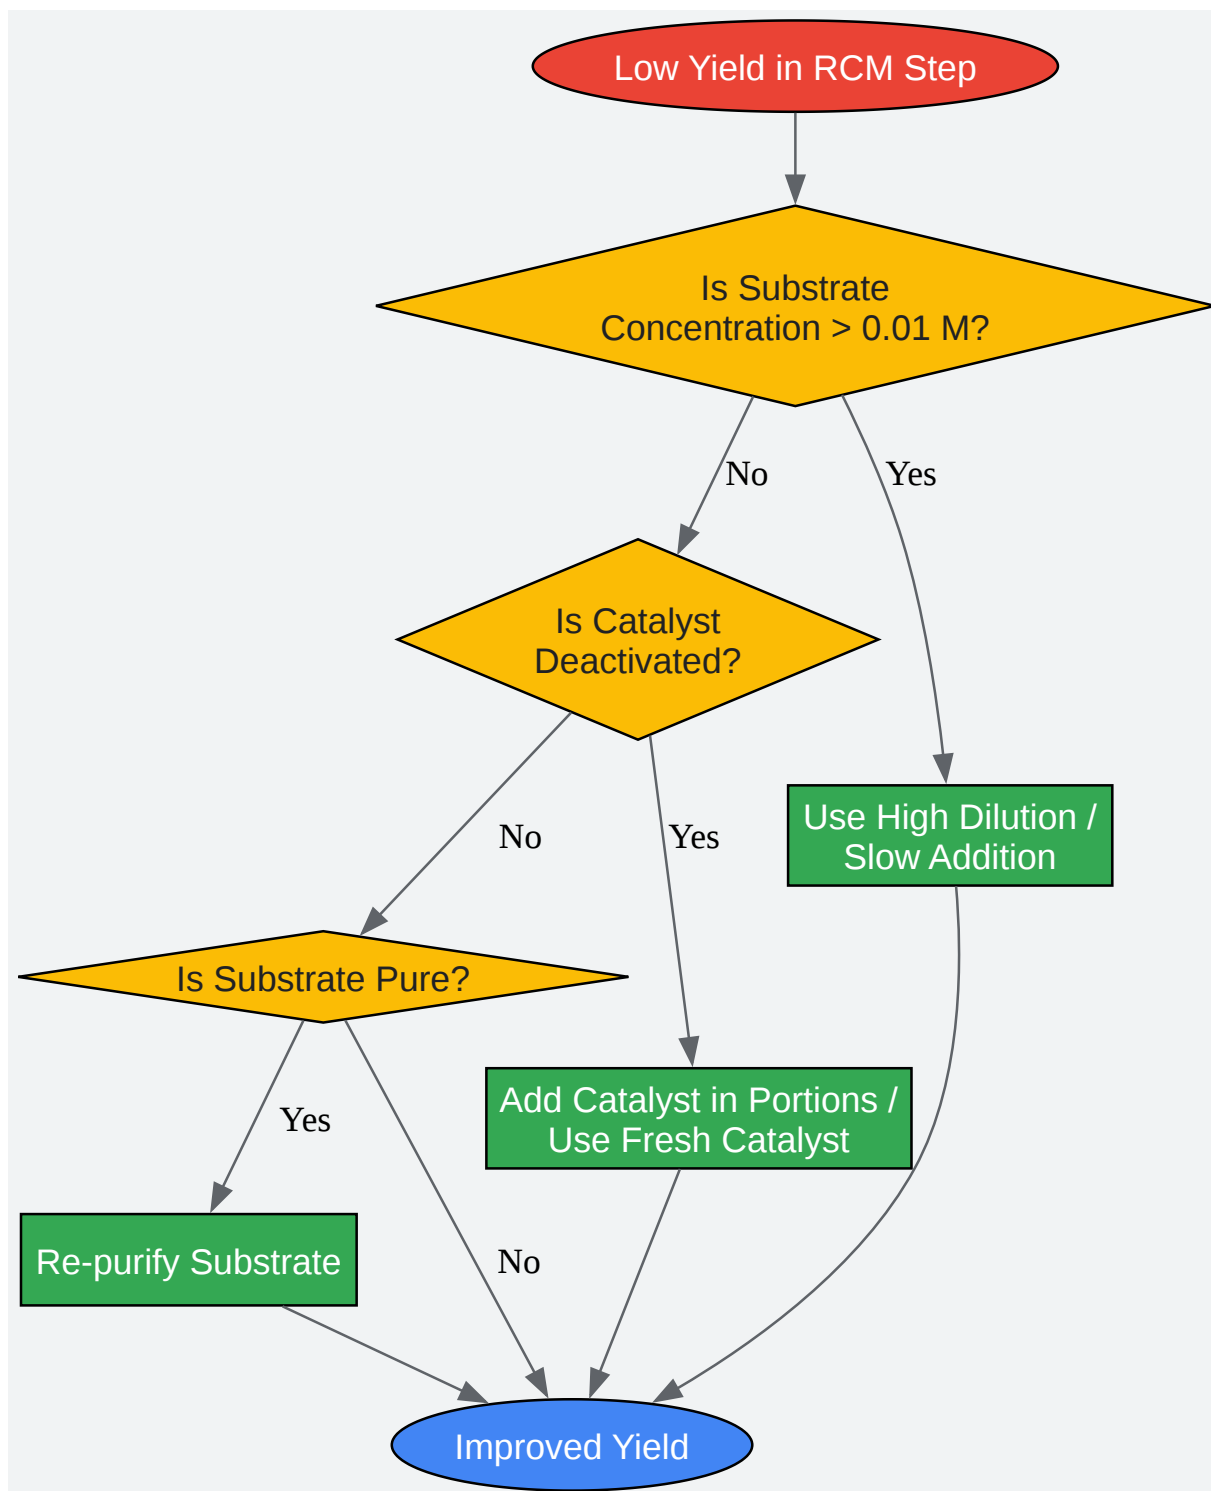 Low Yield in RCM Step
Is Substrate
Concentration > 0.01 M?
No
Yes
Is Catalyst
Deactivated?
Use High Dilution /
Slow Addition
No
Yes
Is Substrate Pure?
Add Catalyst in Portions /
Use Fresh Catalyst
Yes
Re-purify Substrate
No
Improved Yield